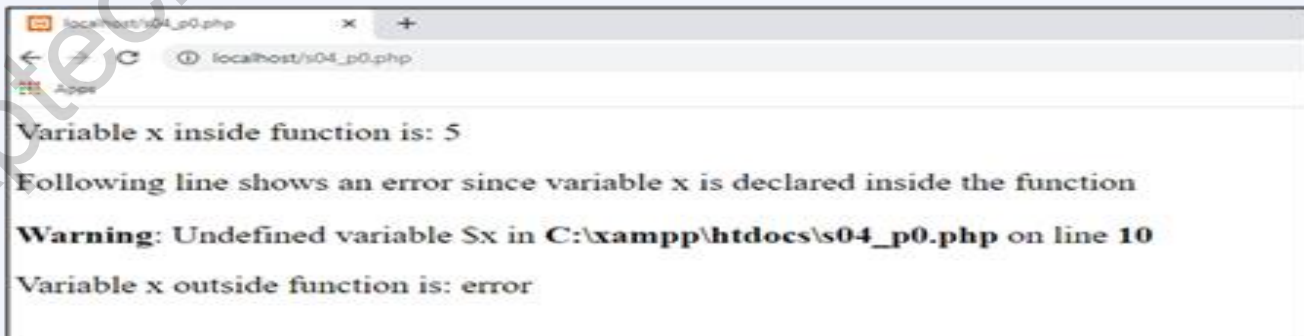 localhost/s04_p0.php
localhost/s04_p0.php
Apps
Variable x inside function is: 5
Following line shows an error since variable x is declared inside the function
Warning: Undefined variable $x in C:\xampp\htdocs\s04_p0.php on line 10
Variable x outside function is: error